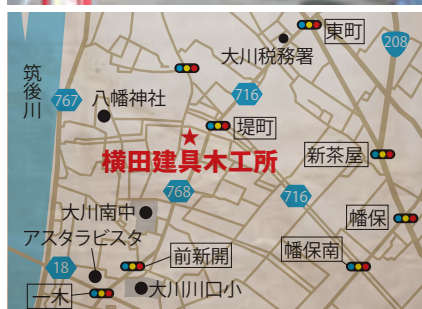 東町
大川税務署
208
筑後川
767
八幡神社
716
堤町
横田建具木工所
新茶屋
768
716
大川南中
幡保
アスタラビスタ
前新開
幡保南
18
一木
大川川口小